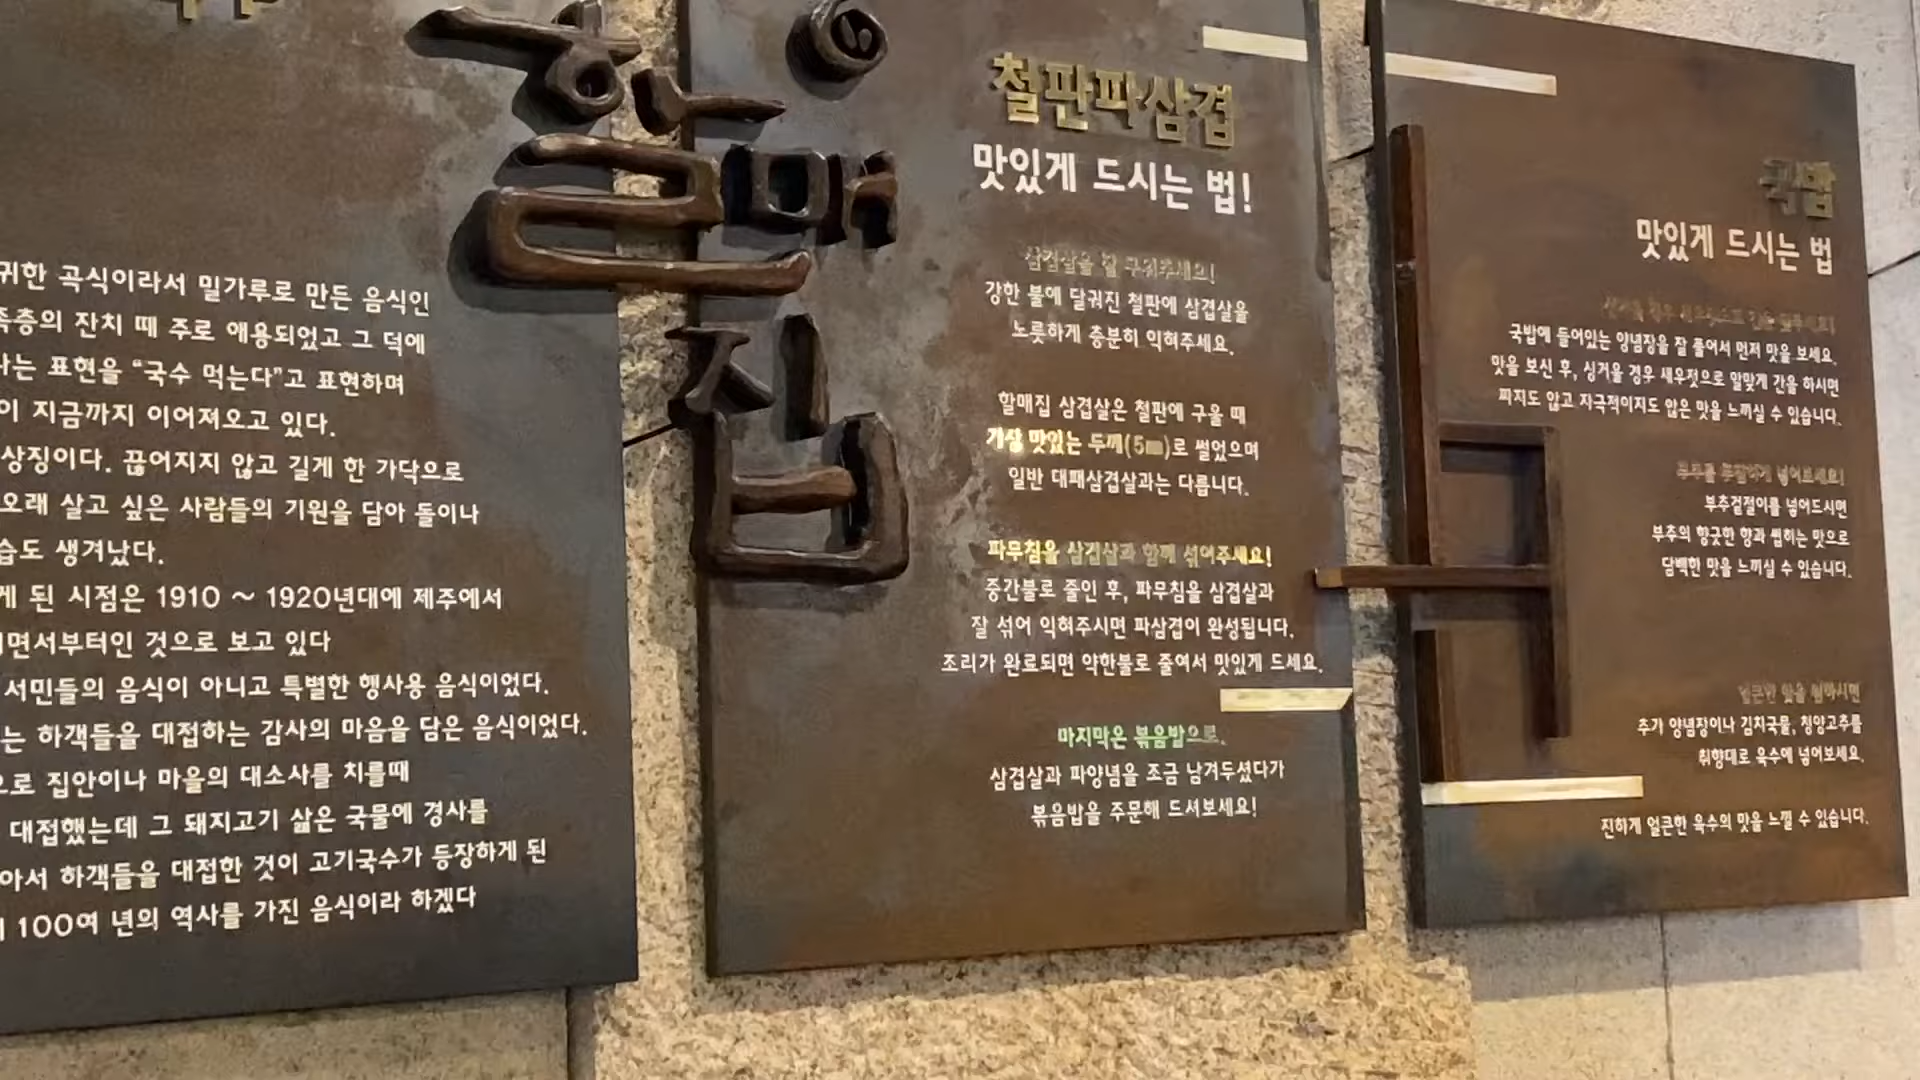 귀한 곡식이라서 밀가루로 만든 음식인
족층의 잔치 때 주로 애용되었고 그 덕에
나는 표현을 “국수 먹는다”고 표현하며
이 지금까지 이어져오고 있다.
상징이다. 끊어지지 않고 길게 한 가닥으로
오래 살고 싶은 사람들의 기원을 담아 돌이나
습도 생겨났다.
게 된 시점은 1910 ~ 1920년대에 제주에서
면서부터인 것으로 보고 있다
서민들의 음식이 아니고 특별한 행사용 음식이었다.
는 하객들을 대접하는 감사의 마음을 담은 음식이었다.
으로 집안이나 마을의 대소사를 치를때
대접했는데 그 돼지고기 삶은 국물에 경사를
아서 하객들을 대접한 것이 고기국수가 등장하게 된
100여 년의 역사를 가진 음식이라 하겠다
할매
집
철판파삼겹
맛있게 드시는 법!
삼겹살을 잘 구워주세요!
강한 불에 달궈진 철판에 삼겹살을
노릇하게 충분히 익혀주세요.
할매집 삼겹살은 철판에 구울 때
가장 맛있는 두께(5㎜)로 썰었으며
일반 대패삼겹살과는 다릅니다.
파무침을 삼겹살과 함께 섞어주세요!
중간불로 줄인 후, 파무침을 삼겹살과
잘 섞어 익혀주시면 파삼겹이 완성됩니다.
조리가 완료되면 약한불로 줄여서 맛있게 드세요.
마지막은 볶음밥으로.
삼겹살과 파양념을 조금 남겨두셨다가
볶음밥을 주문해 드셔보세요!
국밥
맛있게 드시는 법
국밥에 들어있는 양념장을 잘 풀어서 먼저 맛을 보세요.
맛을 보신 후, 싱거울 경우 새우젓으로 알맞게 간을 하시면
짜지도 않고 자극적이지도 않은 맛을 느끼실 수 있습니다.
부추를 푸짐하게 넣어보세요!
부추겉절이를 넣어드시면
부추의 향긋한 향과 씹히는 맛으로
담백한 맛을 느끼실 수 있습니다.
얼큰한 맛을 원하시면
추가 양념장이나 김치국물, 청양고추를
취향대로 육수에 넣어보세요.
진하게 얼큰한 육수의 맛을 느낄 수 있습니다.